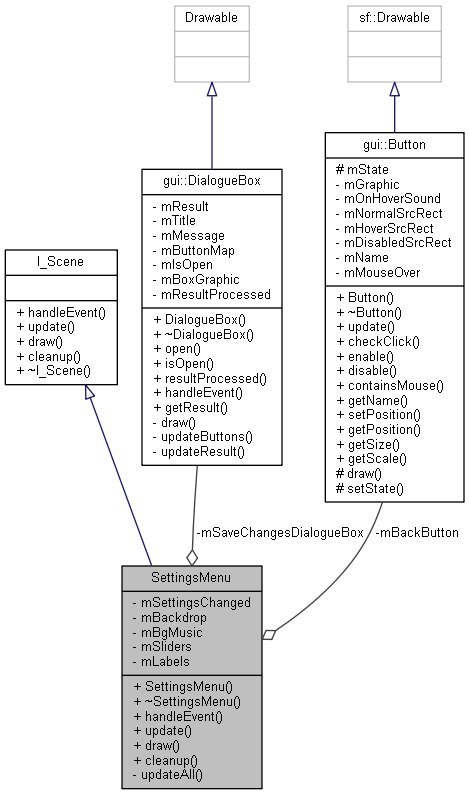 Drawable
sf::Drawable
gui::Button
# mState
- mGraphic
- mOnHoverSound
- mNormalSrcRect
- mHoverSrcRect
- mDisabledSrcRect
- mName
- mMouseOver
+ Button()
+ ~Button()
+ update()
+ checkClick()
+ enable()
+ disable()
+ containsMouse()
+ getName()
+ setPosition()
+ getPosition()
+ getSize()
+ getScale()
# draw()
# setState()
gui::DialogueBox
- mResult
- mTitle
- mMessage
- mButtonMap
- mIsOpen
- mBoxGraphic
- mResultProcessed
+ DialogueBox()
+ ~DialogueBox()
+ open()
+ isOpen()
+ resultProcessed()
+ handleEvent()
+ getResult()
- draw()
- updateButtons()
- updateResult()
I_Scene
+ handleEvent()
+ update()
+ draw()
+ cleanup()
+ ~I_Scene()
-mSaveChangesDialogueBox
-mBackButton
SettingsMenu
- mSettingsChanged
- mBackdrop
- mBgMusic
- mSliders
- mLabels
+ SettingsMenu()
+ ~SettingsMenu()
+ handleEvent()
+ update()
+ draw()
+ cleanup()
- updateAll()